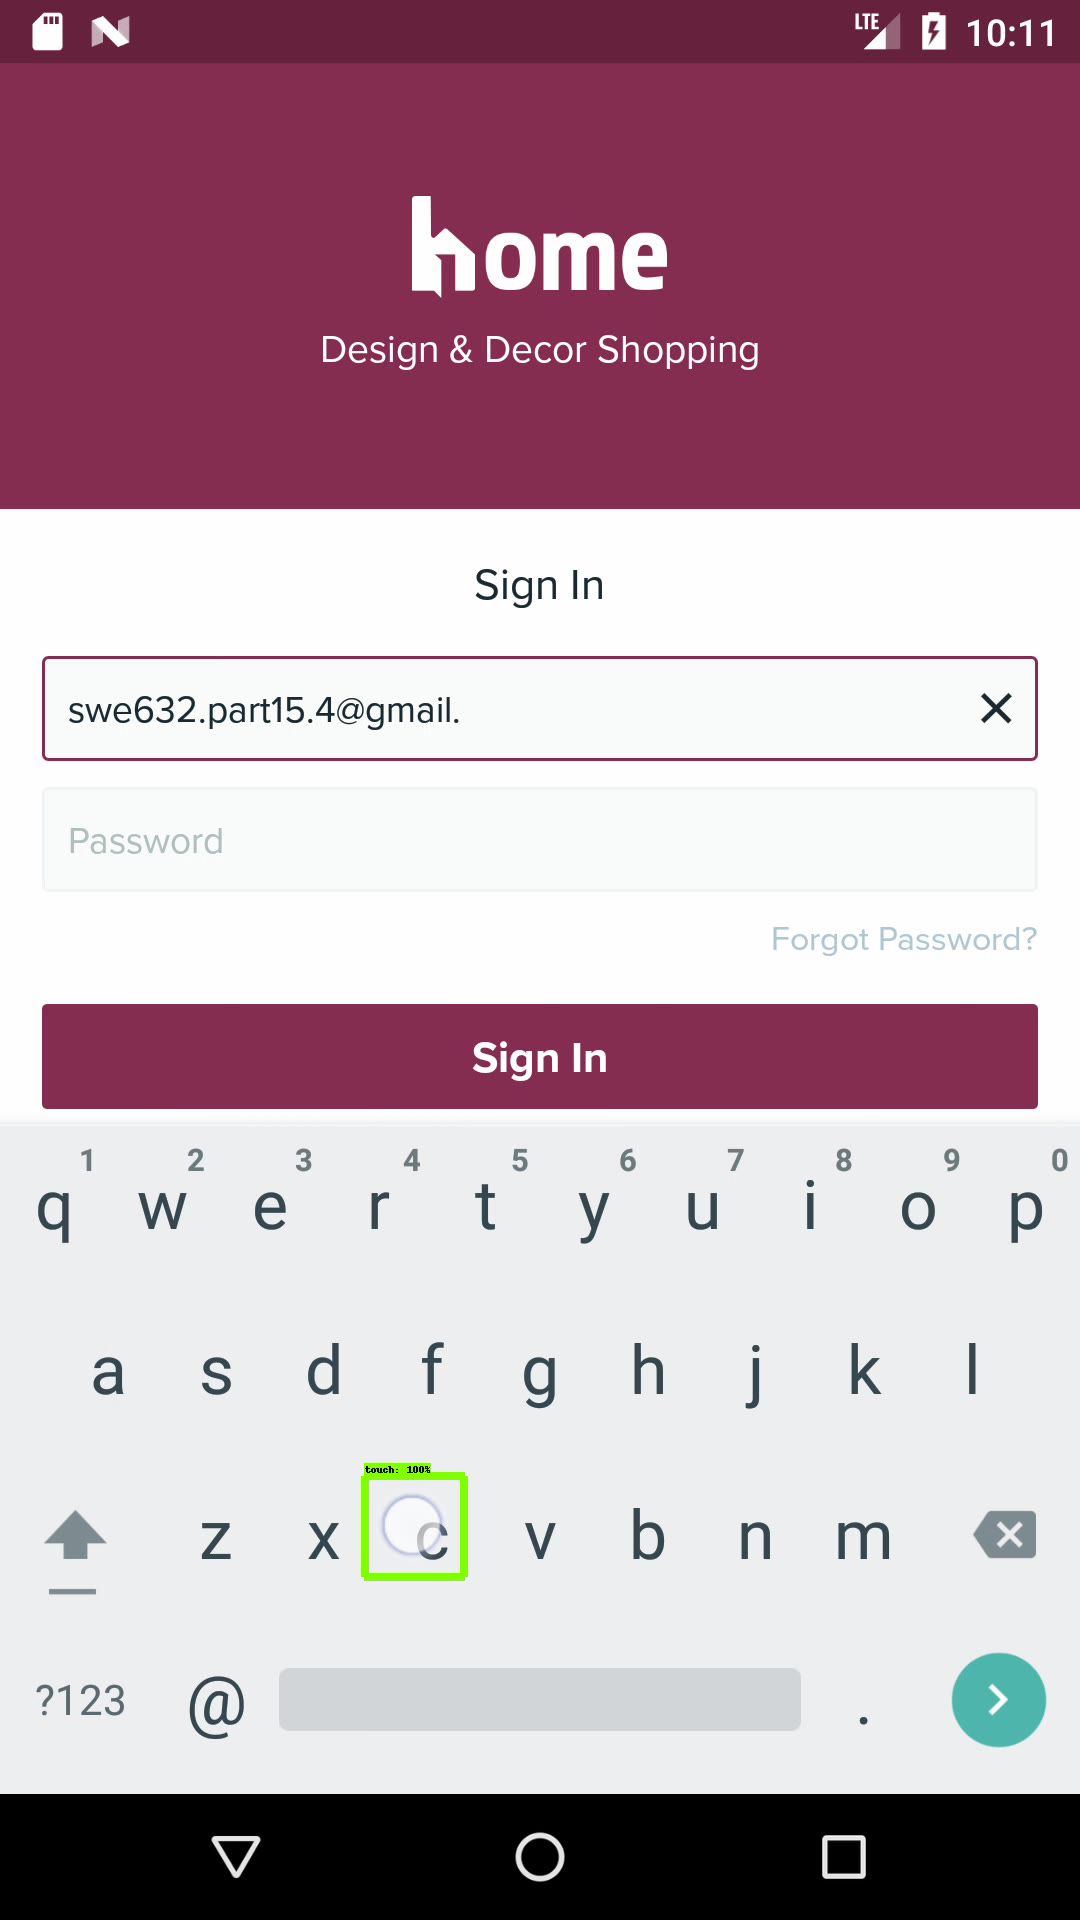 LTE 10:11
home
Design & Decor Shopping
Sign In
swe632.part15.4@gmail.
Password
Forgot Password?
Sign In
1 2 3 4 5 6 7 8 9 0
q w e r t y u i o p
a s d f g h j k l
touch: 100%
z x c v b n m
?123 @ .